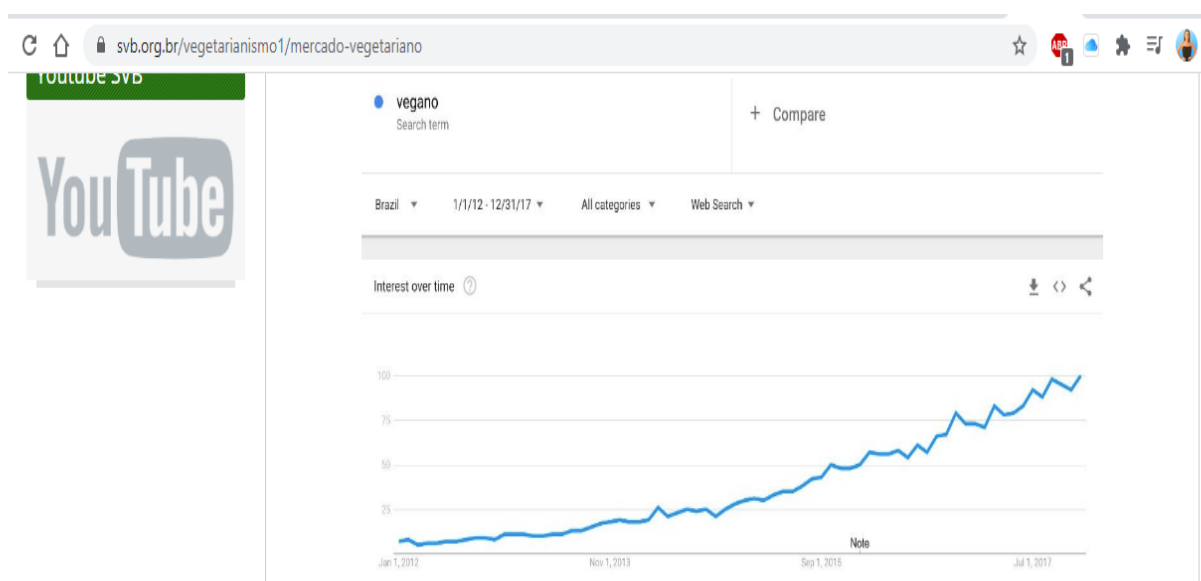 svb.org.br/vegetarianismo1/mercado-vegetariano
ABP
1
Youtube SVB
YouTube
vegano
Search term
+ Compare
Brazil
1/1/12 - 12/31/17
All categories
Web Search
Interest over time ?
100
75
50
25
Note
Jan 1, 2012
Nov 1, 2013
Sep 1, 2015
Jul 1, 2017